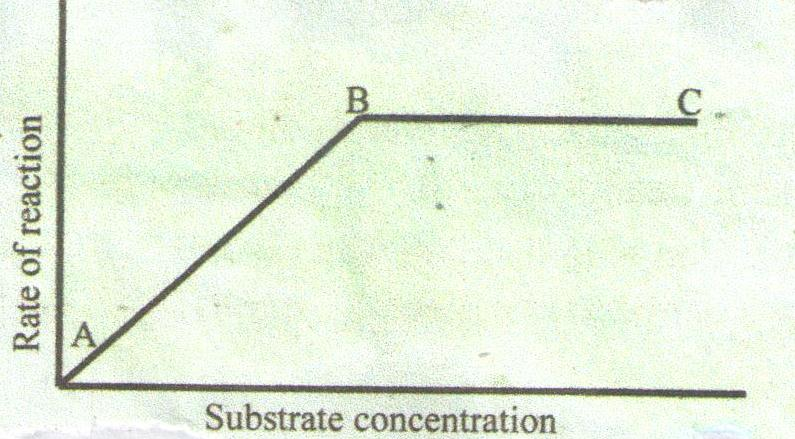 B
C
Rate of reaction
A
Substrate concentration